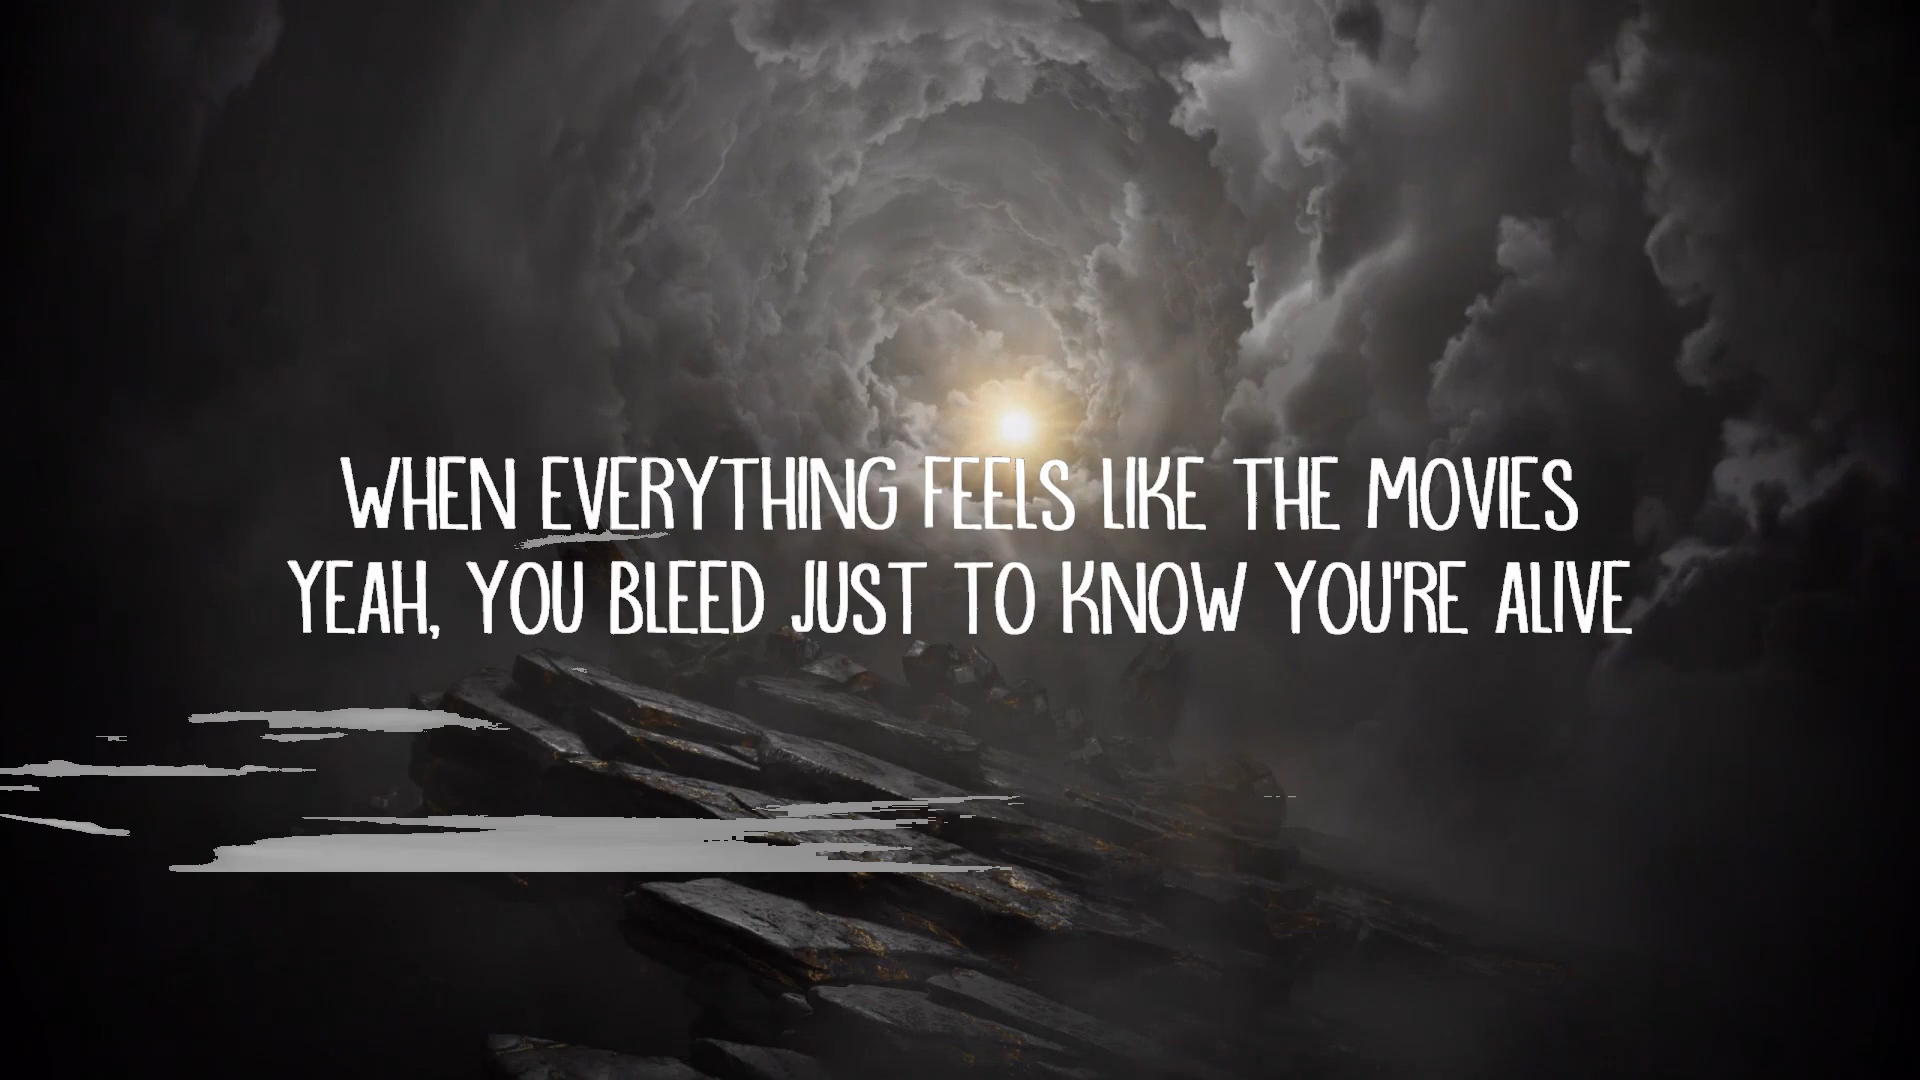 WHEN EVERYTHING FEELS LIKE THE MOVIES
YEAH, YOU BLEED JUST TO KNOW YOU'RE ALIVE